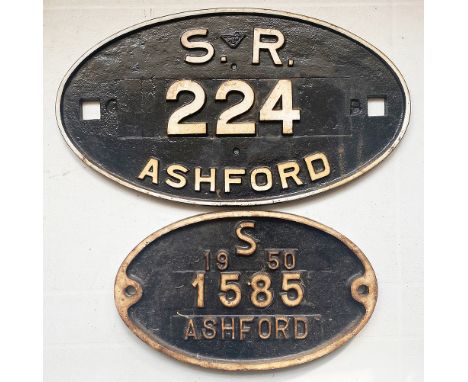 S. R.
G 224 B
ASHFORD
S
19 50
1585
ASHFORD